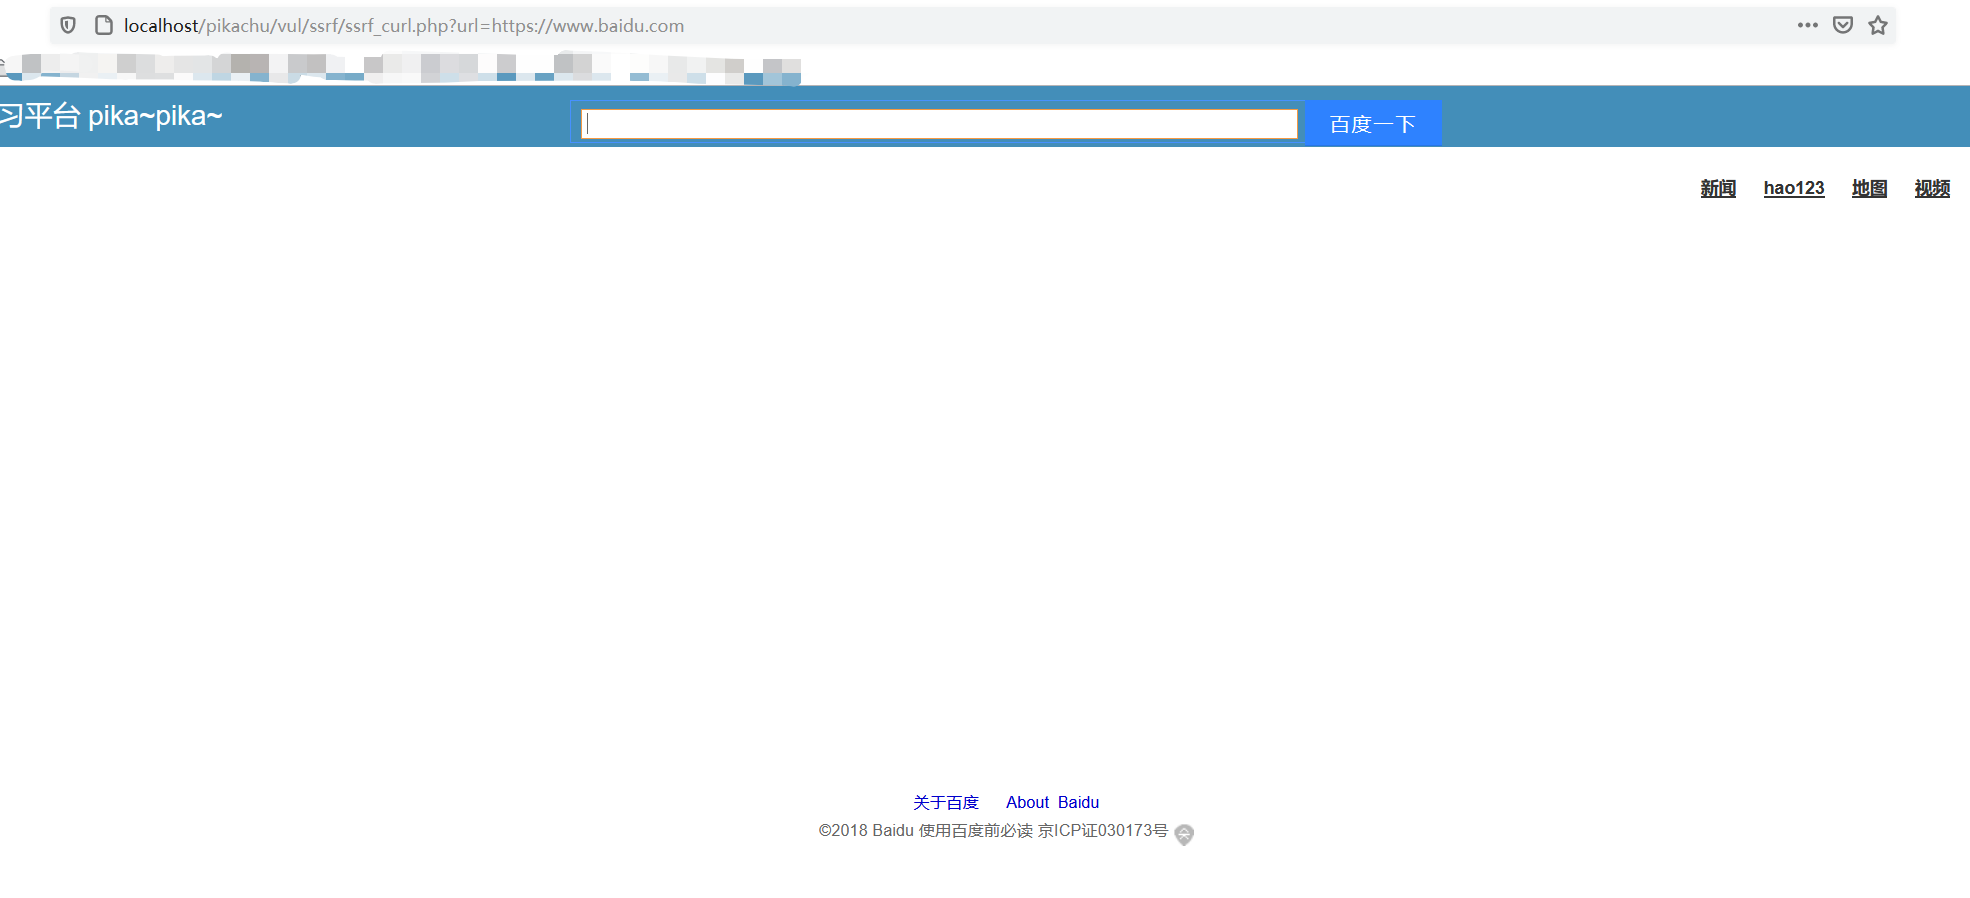 localhost/pikachu/vul/ssrf/ssrf_curl.php?url=https://www.baidu.com
习平台 pika~pika~
百度一下
新闻 hao123 地图 视频
关于百度 About Baidu
©2018 Baidu 使用百度前必读 京ICP证030173号